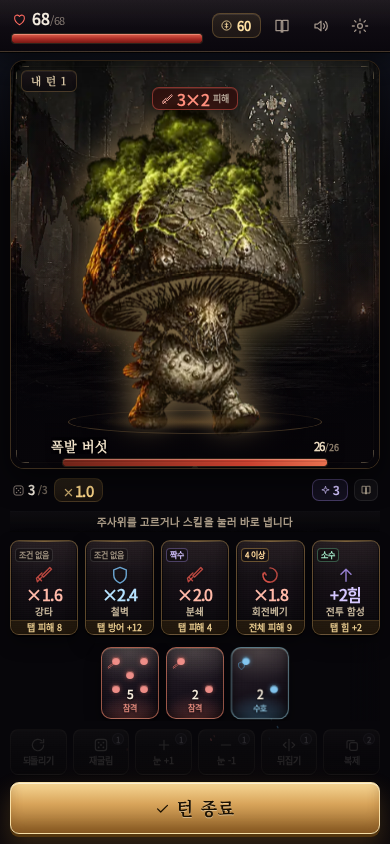 68/68
60
내 턴 1
3×2 피해
폭발 버섯
26/26
3/3
×1.0
3
주사위를 고르거나 스킬을 눌러 바로 냅니다
조건 없음
조건 없음
짝수
4 이상
소수
×1.6
×2.4
×2.0
×1.8
+2힘
강타
철벽
분쇄
회전베기
전투 함성
탭 피해 8
탭 방어 +12
탭 피해 4
전체 피해 9
탭 힘 +2
5
2
2
참격
참격
수호
1
1
1
1
2
되돌리기
재굴림
눈 +1
눈 -1
뒤집기
복제
턴 종료